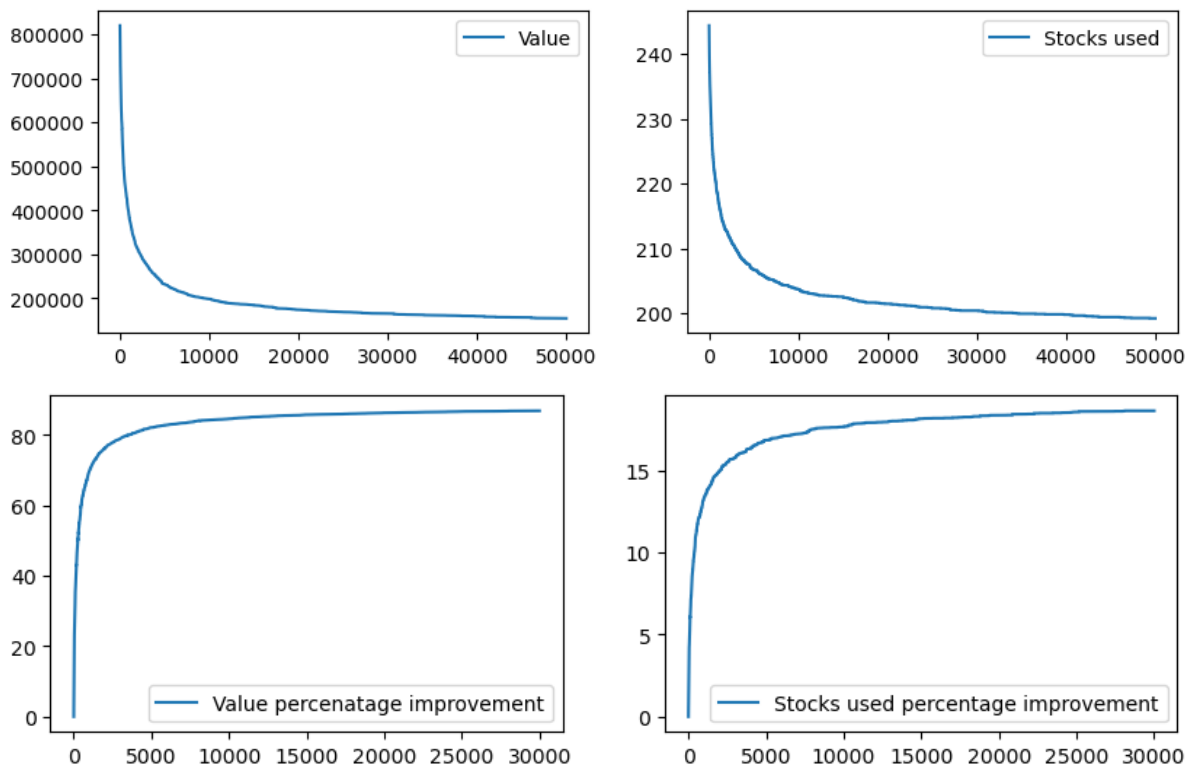 Value
800000
700000
600000
500000
400000
300000
200000
0 10000 20000 30000 40000 50000
Stocks used
240
230
220
210
200
0 10000 20000 30000 40000 50000
Value percenatage improvement
80
60
40
20
0
0 5000 10000 15000 20000 25000 30000
Stocks used percentage improvement
15
10
5
0
0 5000 10000 15000 20000 25000 30000